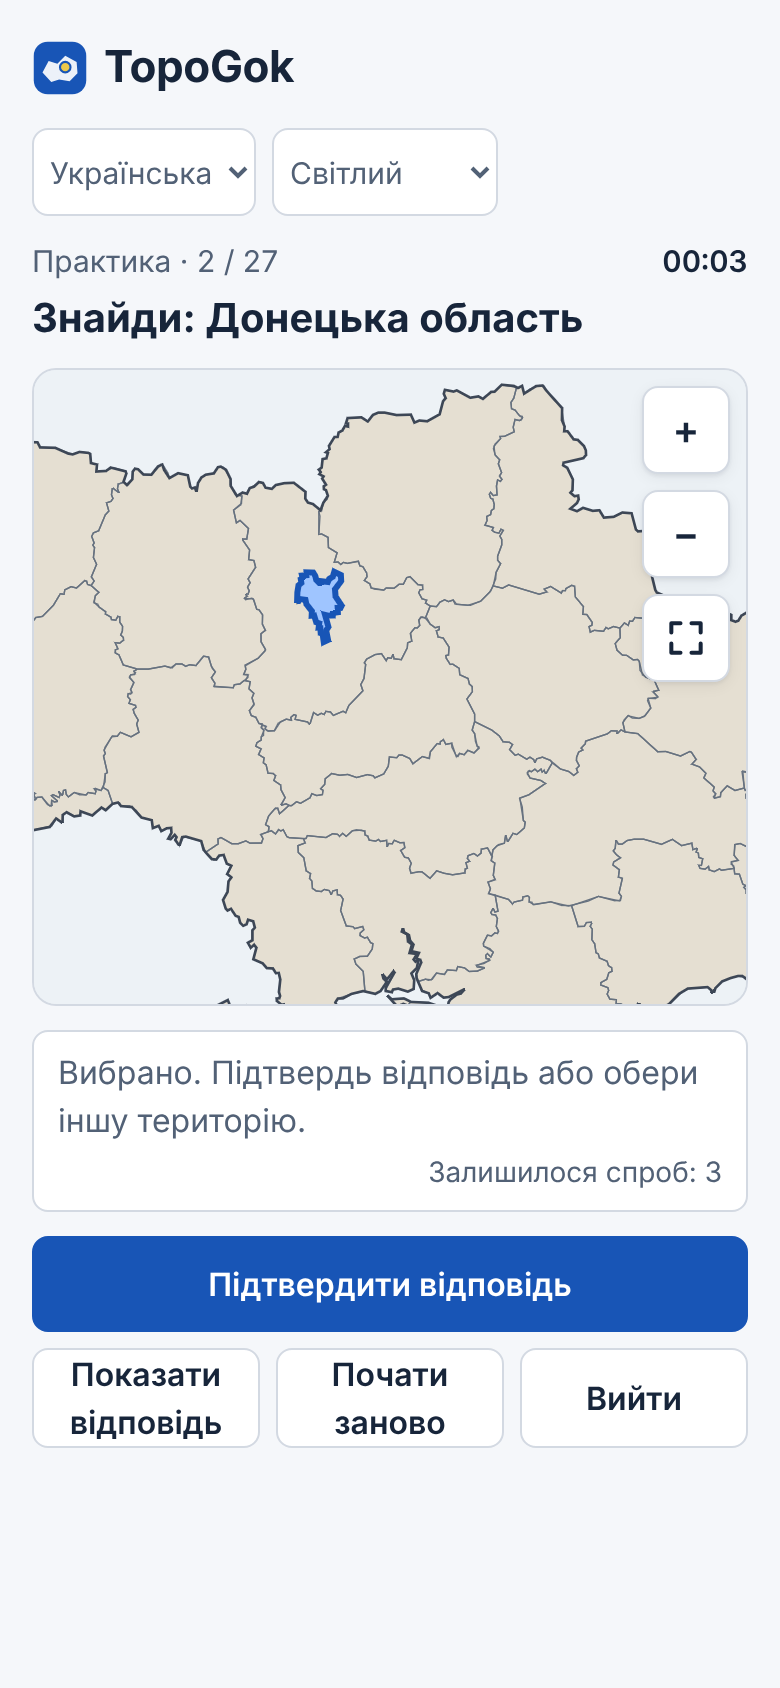 TopoGok
Українська
Світлий
Практика · 2 / 27
00:03
Знайди: Донецька область
+
−
Вибрано. Підтвердь відповідь або обери
іншу територію.
Залишилося спроб: 3
Підтвердити відповідь
Показати
відповідь
Почати
заново
Вийти